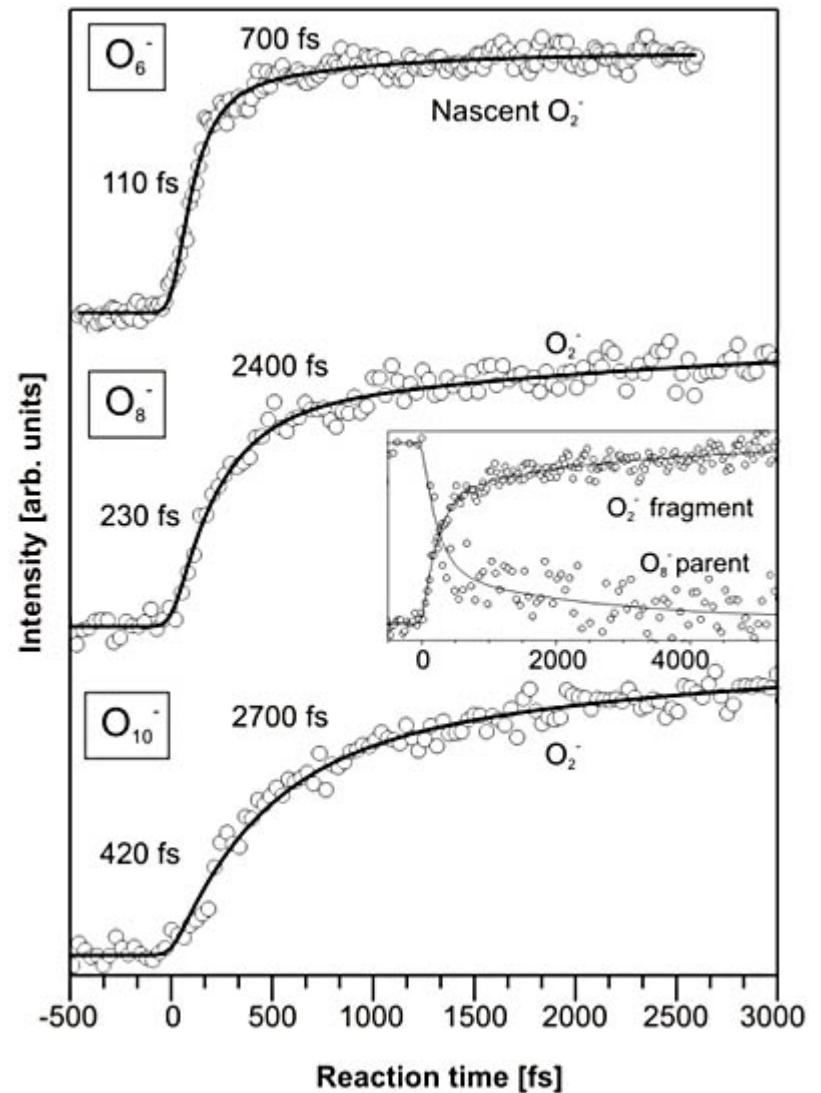 O₆⁻
700 fs
Nascent O₂⁻
110 fs
O₂⁻
2400 fs
O₈⁻
230 fs
O₂⁻ fragment
O₈⁻ parent
0 2000 4000
2700 fs
O₁₀⁻
O₂⁻
420 fs
Intensity [arb. units]
-500 0 500 1000 1500 2000 2500 3000
Reaction time [fs]